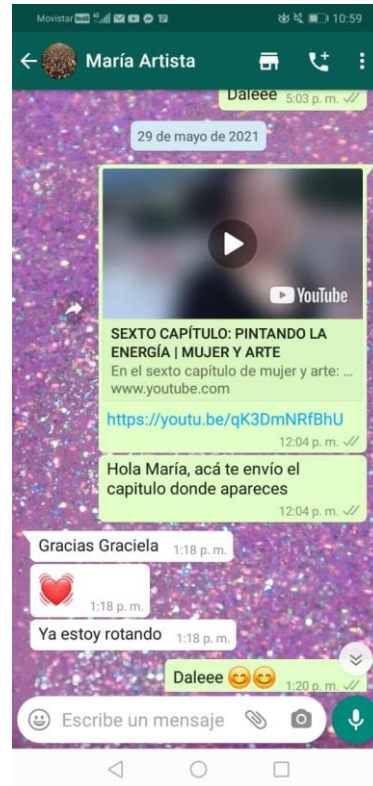 Movistar 10:59
María Artista
Daleee 5:03 p. m.
29 de mayo de 2021
YouTube
SEXTO CAPÍTULO: PINTANDO LA
ENERGÍA | MUJER Y ARTE
En el sexto capítulo de mujer y arte: ...
www.youtube.com
https://youtu.be/qK3DmNRfBhU
12:04 p. m.
Hola María, acá te envío el
capitulo donde apareces
12:04 p. m.
Gracias Graciela 1:18 p. m.
1:18 p. m.
Ya estoy rotando 1:18 p. m.
Daleee 1:20 p. m.
Escribe un mensaje